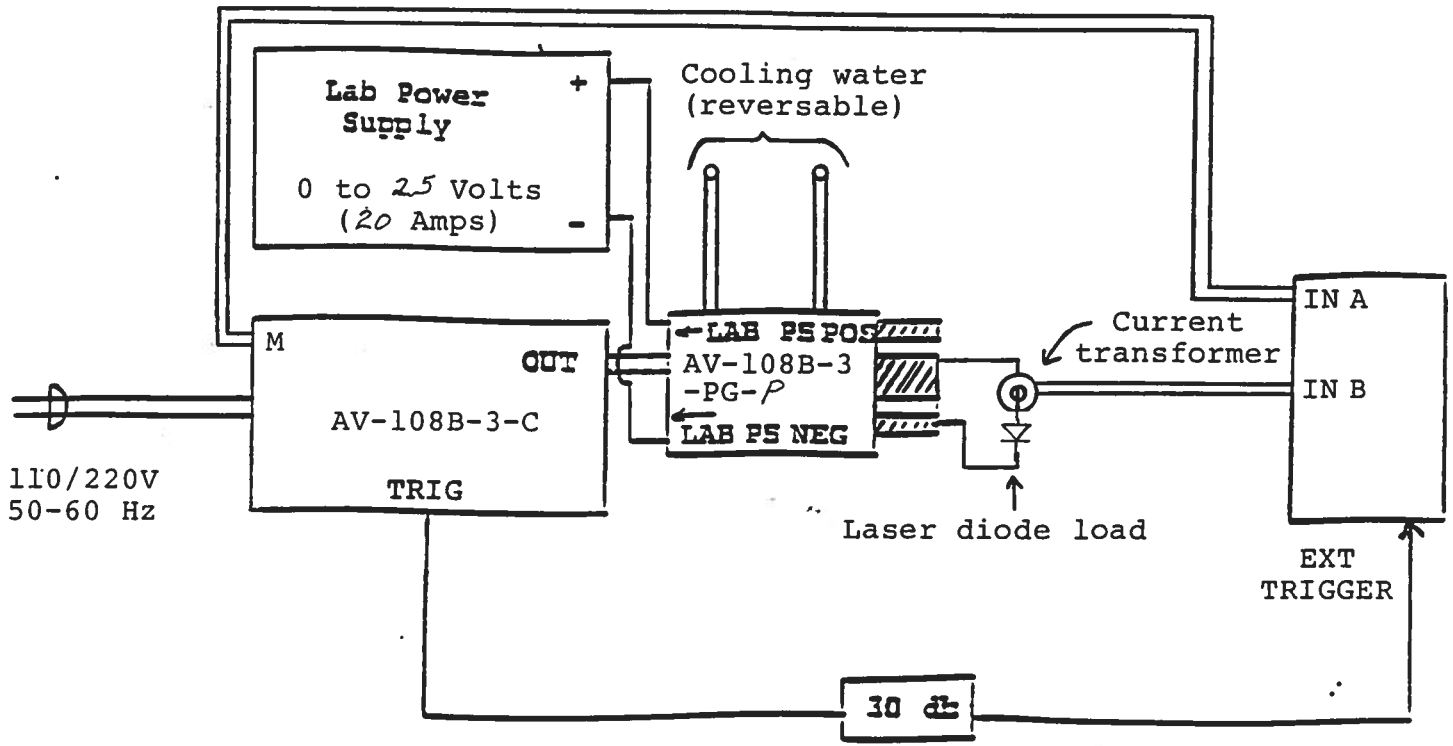 Lab Power
Supply
+
0 to 25 Volts
(20 Amps)
-
Cooling water
(reversable)
M
OUT
AV-108B-3-C
TRIG
110/220V
50-60 Hz
LAB PS POS
AV-108B-3
-PG-P
LAB PS NEG
Current
transformer
Laser diode load
IN A
IN B
EXT
TRIGGER
30 db